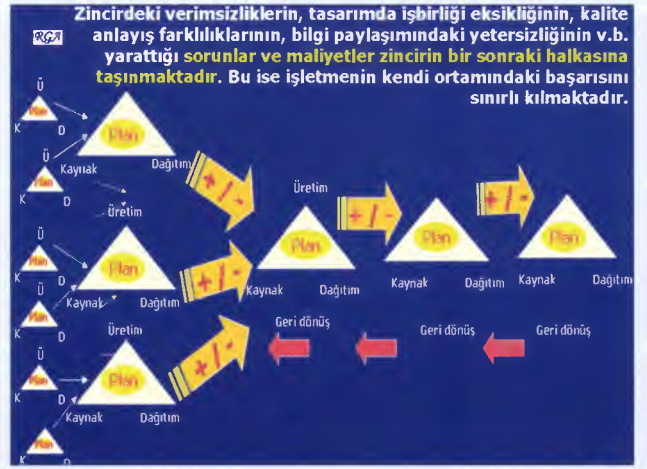 Zincirdeki verimsizliklerin, tasarımda işbirliği eksikliğinin, kalite
RGA
anlayış farklılıklarının, bilgi paylaşımındaki yetersizliğinin v.b.
yarattığı sorunlar ve maliyetler zincirin bir sonraki halkasına
taşınmaktadır. Bu ise işletmenin kendi ortamındaki başarısını
sınırlı kılmaktadır.
Ü
Plan
K D
Plan
Kaynak Dağıtım
+ / -
Ü
Plan
K D
Üretim
Üretim
Plan
+ / -
Plan
+ / -
Plan
Kaynak Dağıtım
Kaynak Dağıtım
Kaynak Dağıtım
Ü
Plan
K D
Plan
+ / -
Kaynak Dağıtım
Ü
Plan
K D
Üretim
Geri dönüş
Geri dönüş
Geri dönüş
Ü
Plan
K D
Plan
+ / -
Kaynak Dağıtım
Ü
Plan
K D